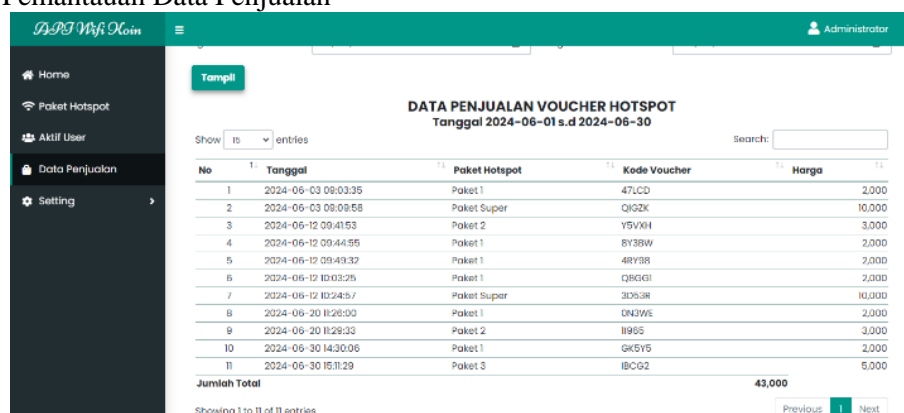 Pemantauan Data Penjualan
API Wifi Koin
Administrator
Home
Paket Hotspot
Aktif User
Data Penjualan
Setting
Tampil
DATA PENJUALAN VOUCHER HOTSPOT
Tanggal 2024-06-01 s.d 2024-06-30
Show 15 entries
Search:
No Tanggal Paket Hotspot Kode Voucher Harga
1 2024-06-03 09:03:35 Paket 1 47LCD 2,000
2 2024-06-03 09:09:58 Paket Super QIGZK 10,000
3 2024-06-12 09:41:53 Paket 2 Y5VXH 3,000
4 2024-06-12 09:44:55 Paket 1 8Y3BW 2,000
5 2024-06-12 09:49:32 Paket 1 4RY9B 2,000
6 2024-06-12 10:03:25 Paket 1 QBGG1 2,000
7 2024-06-12 10:24:57 Paket Super 3D53R 10,000
8 2024-06-20 11:26:00 Paket 1 DN3WE 2,000
9 2024-06-20 11:29:33 Paket 2 I1965 3,000
10 2024-06-30 14:30:06 Paket 1 GK5Y5 2,000
11 2024-06-30 15:11:29 Paket 3 IBCG2 5,000
Jumlah Total 43,000
Showing 1 to 11 of 11 entries
Previous 1 Next